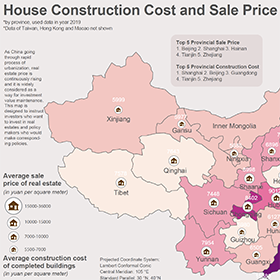 House Construction Cost and Sale Price
*by province, used data in year 2019
*Data of Taiwan, Hong Kong and Macao not shown
As China going
through rapid
process of
urbanization, real
estate price is
continuously rising
and it is voidly
considered as a
way for investment
value maintenance.
This map is
designed to instruct
investors who want
to invest in real
estates and policy
makers who would
make correspond-
ing policies.
Top 5 Provincial Sale Price
1. Beijing 2. Shanghai 3. Hainan
4. Tianjin 5. Zhejiang
Top 5 Provincial Construction Cost
1. Shanghai 2. Beijing 3. Guangdong
4. Tianjin 5. Zhejiang
Xinjiang
Gansu
Inner Mongolia
Ningxia
Qinghai
Tibet
Sichuan
7448
Guizhou
Yunnan
7934
Average sale
price of real estate
(in yuan per square meter)
10000-15000
7000-10000
5500-7000
Average construction
cost of
completed buildings
(in yuan per square meter)
Projected Coordinate System:
Lambert Conformal Conic
Central Meridian: 105 °E
Standard Parallel: 30 °N, 45°N